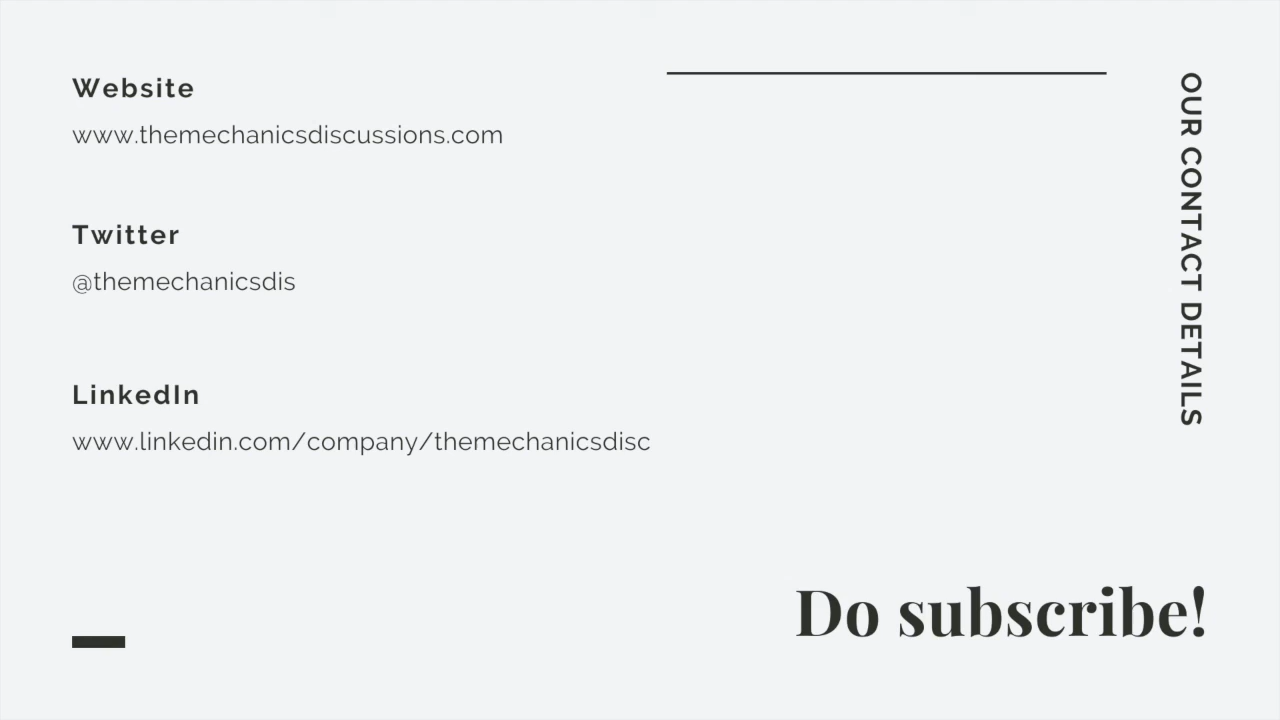 Website
www.themechanicsdiscussions.com
Twitter
@themechanicsdis
LinkedIn
www.linkedin.com/company/themechanicsdisc
OUR CONTACT DETAILS
Do subscribe!